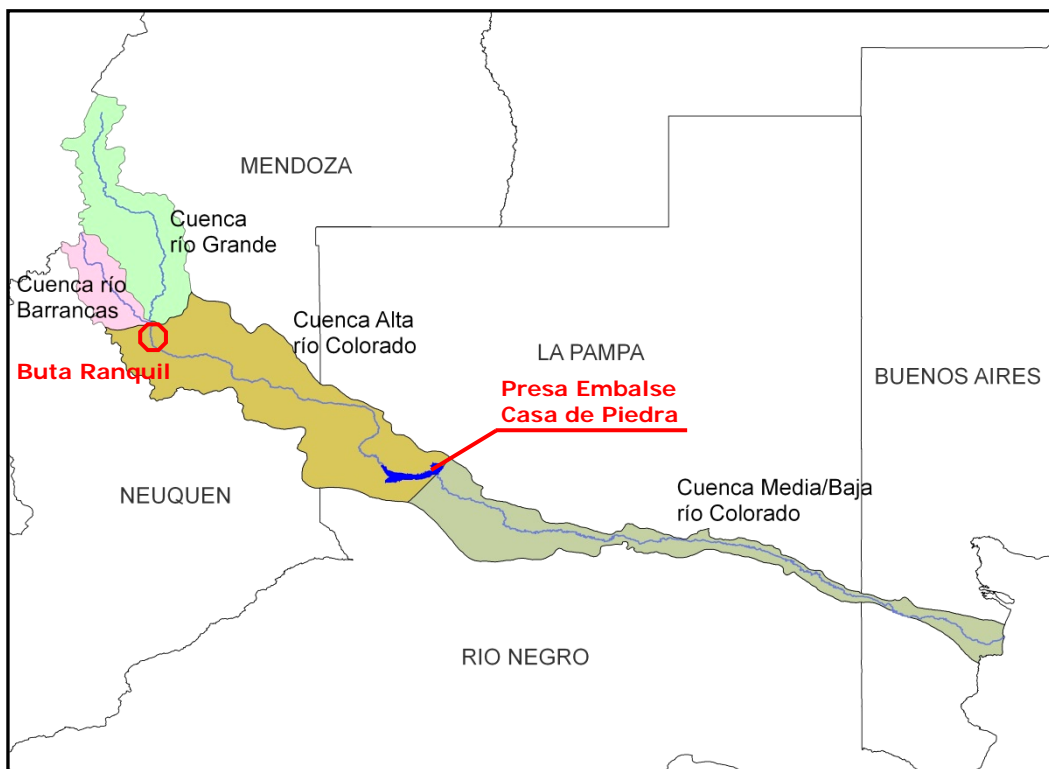 MENDOZA
Cuenca
río Grande
Cuenca río
Barrancas
Cuenca Alta
río Colorado
Buta Ranquil
LA PAMPA
BUENOS AIRES
Presa Embalse
Casa de Piedra
NEUQUEN
Cuenca Media/Baja
río Colorado
RIO NEGRO